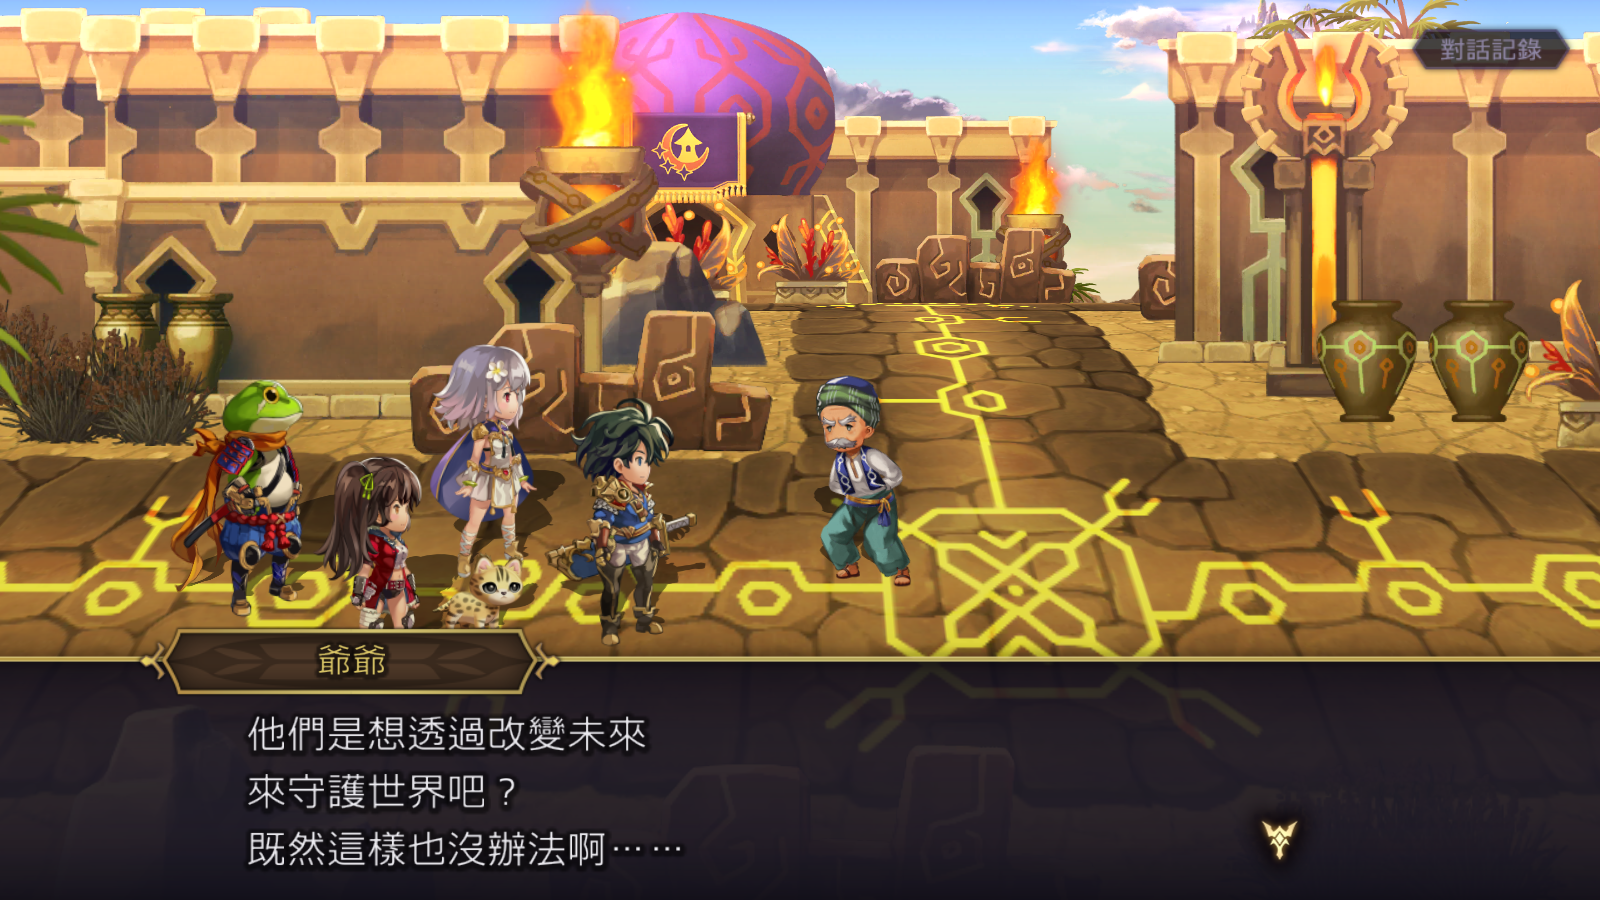 對話記錄
爺爺
他們是想透過改變未來
來守護世界吧？
既然這樣也沒辦法啊……